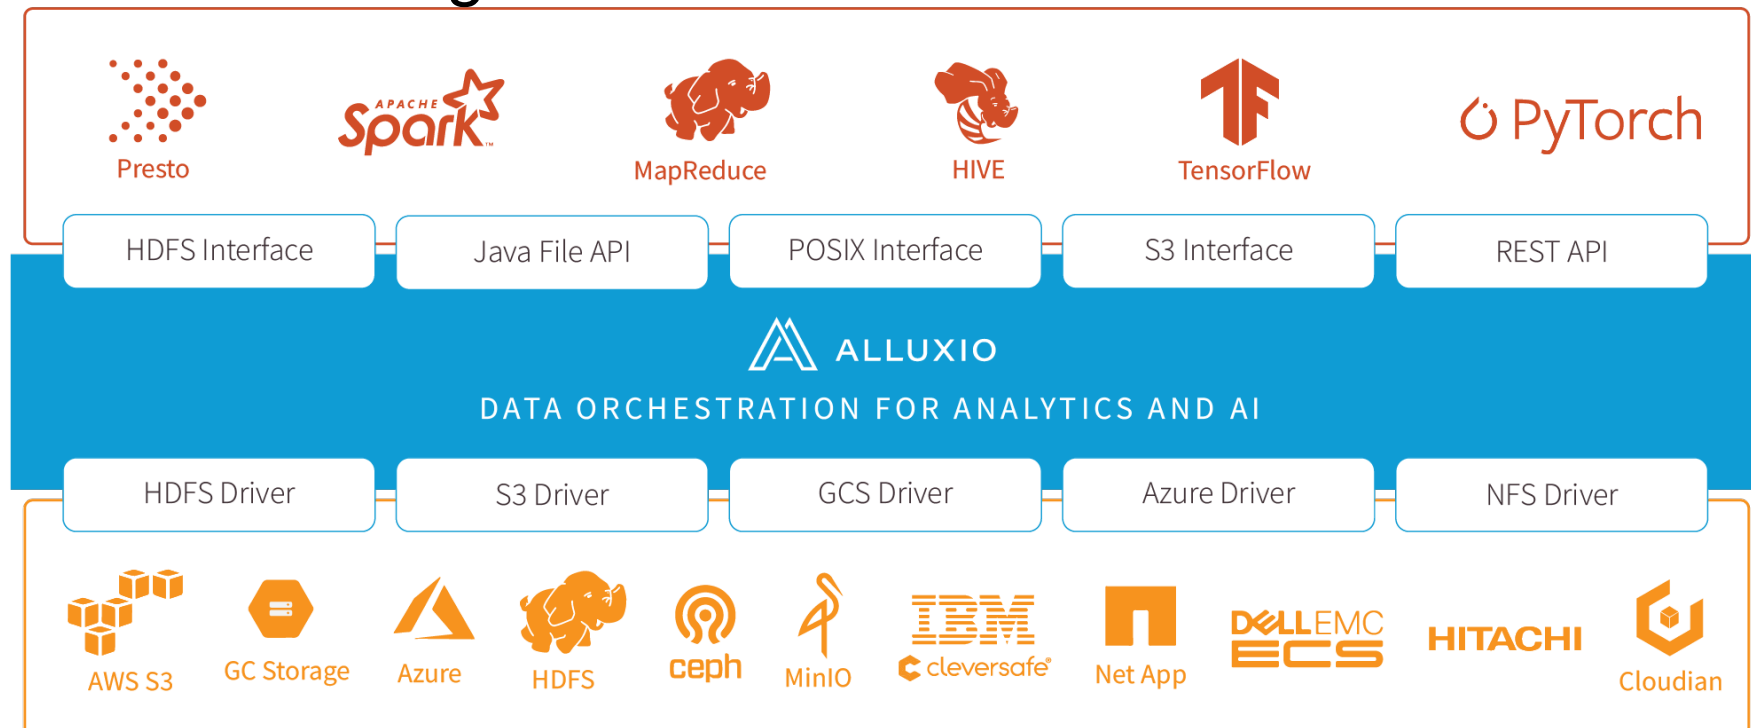 Presto
APACHE
Spark™
MapReduce
HIVE
TensorFlow
PyTorch
HDFS Interface
Java File API
POSIX Interface
S3 Interface
REST API
ALLUXIO
DATA ORCHESTRATION FOR ANALYTICS AND AI
HDFS Driver
S3 Driver
GCS Driver
Azure Driver
NFS Driver
AWS S3
GC Storage
Azure
HDFS
ceph
MinIO
IBM
cleversafe®
Net App
DELLEMC
ECS
HITACHI
Cloudian